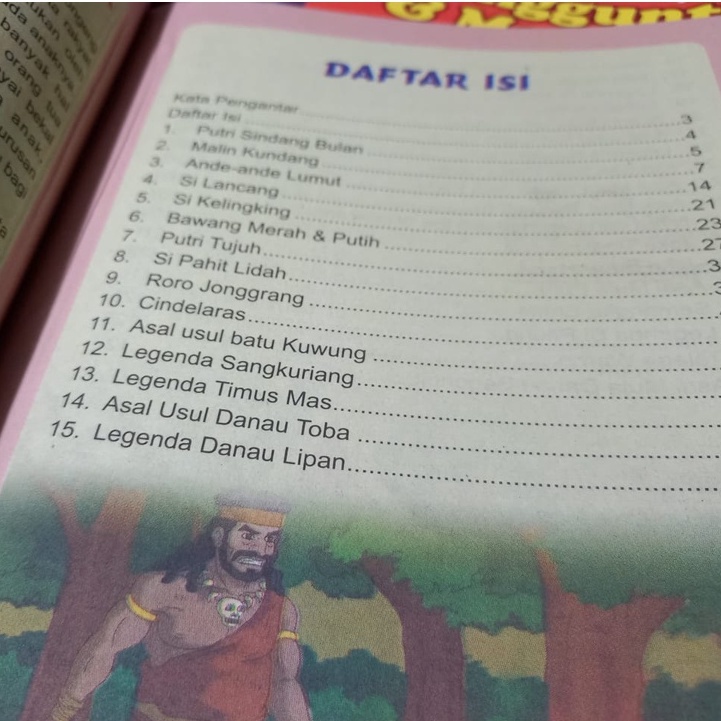 & M
DAFTAR ISI
Kata Pengantar 3
Daftar Isi 4
1. Putri Sindang Bulan 5
2. Malin Kundang 7
3. Ande-ande Lumut 14
4. Si Lancang 21
5. Si Kelingking 23
6. Bawang Merah & Putih 27
7. Putri Tujuh
8. Si Pahit Lidah
9. Roro Jonggrang
10. Cindelaras
11. Asal usul batu Kuwung
12. Legenda Sangkuriang
13. Legenda Timus Mas
14. Asal Usul Danau Toba
15. Legenda Danau Lipan